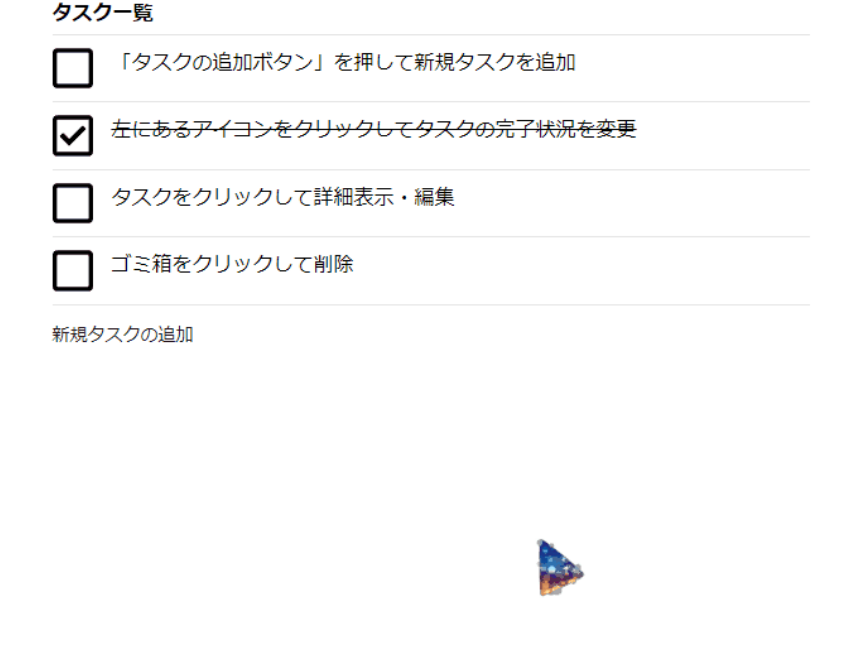 タスク一覧
「タスクの追加ボタン」を押して新規タスクを追加
左にあるアイコンをクリックしてタスクの完了状況を変更
タスクをクリックして詳細表示・編集
ゴミ箱をクリックして削除
新規タスクの追加